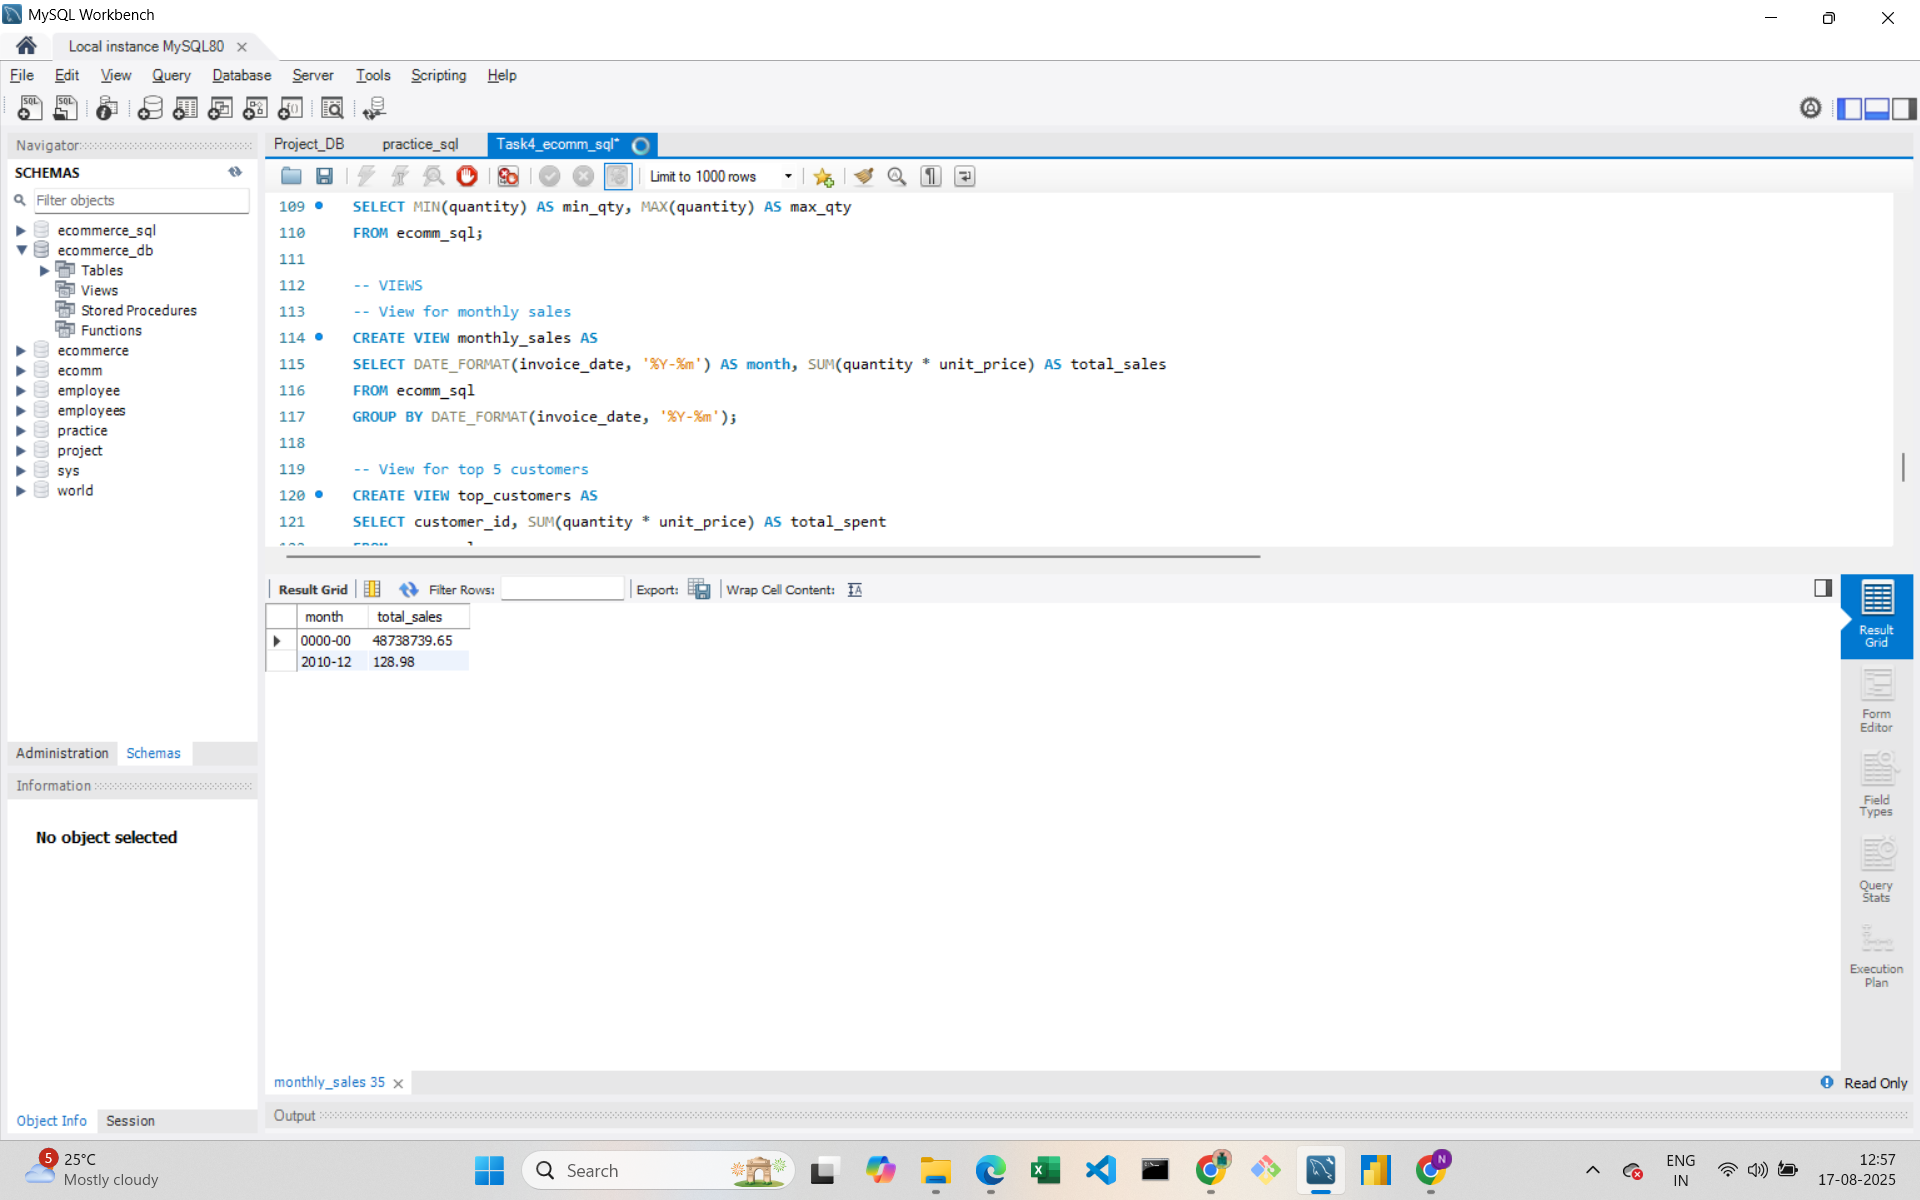 MySQL Workbench
Local instance MySQL80
File Edit View Query Database Server Tools Scripting Help
Navigator
SCHEMAS
Filter objects
ecommerce_sql
ecommerce_db
Tables
Views
Stored Procedures
Functions
ecommerce
ecomm
employee
employees
practice
project
sys
world
Administration Schemas
Information
No object selected
Object Info Session
Project_DB practice_sql Task4_ecomm_sql*
Limit to 1000 rows
109 SELECT MIN(quantity) AS min_qty, MAX(quantity) AS max_qty
110 FROM ecomm_sql;
111
112 -- VIEWS
113 -- View for monthly sales
114 CREATE VIEW monthly_sales AS
115 SELECT DATE_FORMAT(invoice_date, '%Y-%m') AS month, SUM(quantity * unit_price) AS total_sales
116 FROM ecomm_sql
117 GROUP BY DATE_FORMAT(invoice_date, '%Y-%m');
118
119 -- View for top 5 customers
120 CREATE VIEW top_customers AS
121 SELECT customer_id, SUM(quantity * unit_price) AS total_spent
Result Grid Filter Rows: Export: Wrap Cell Content:
month total_sales
0000-00 48738739.65
2010-12 128.98
Result Grid
Form Editor
Field Types
Query Stats
Execution Plan
monthly_sales 35
Read Only
Output
5
25°C
Mostly cloudy
Search
N
ENG
IN
12:57
17-08-2025